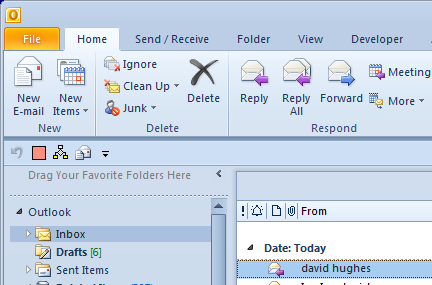 File Home Send / Receive Folder View Developer
New E-mail
New Items
Ignore
Clean Up
Junk
Delete
Reply
Reply All
Forward
Meeting
More
New Delete Respond
Drag Your Favorite Folders Here
Outlook
Inbox
Drafts [6]
Sent Items
! From
Date: Today
david hughes